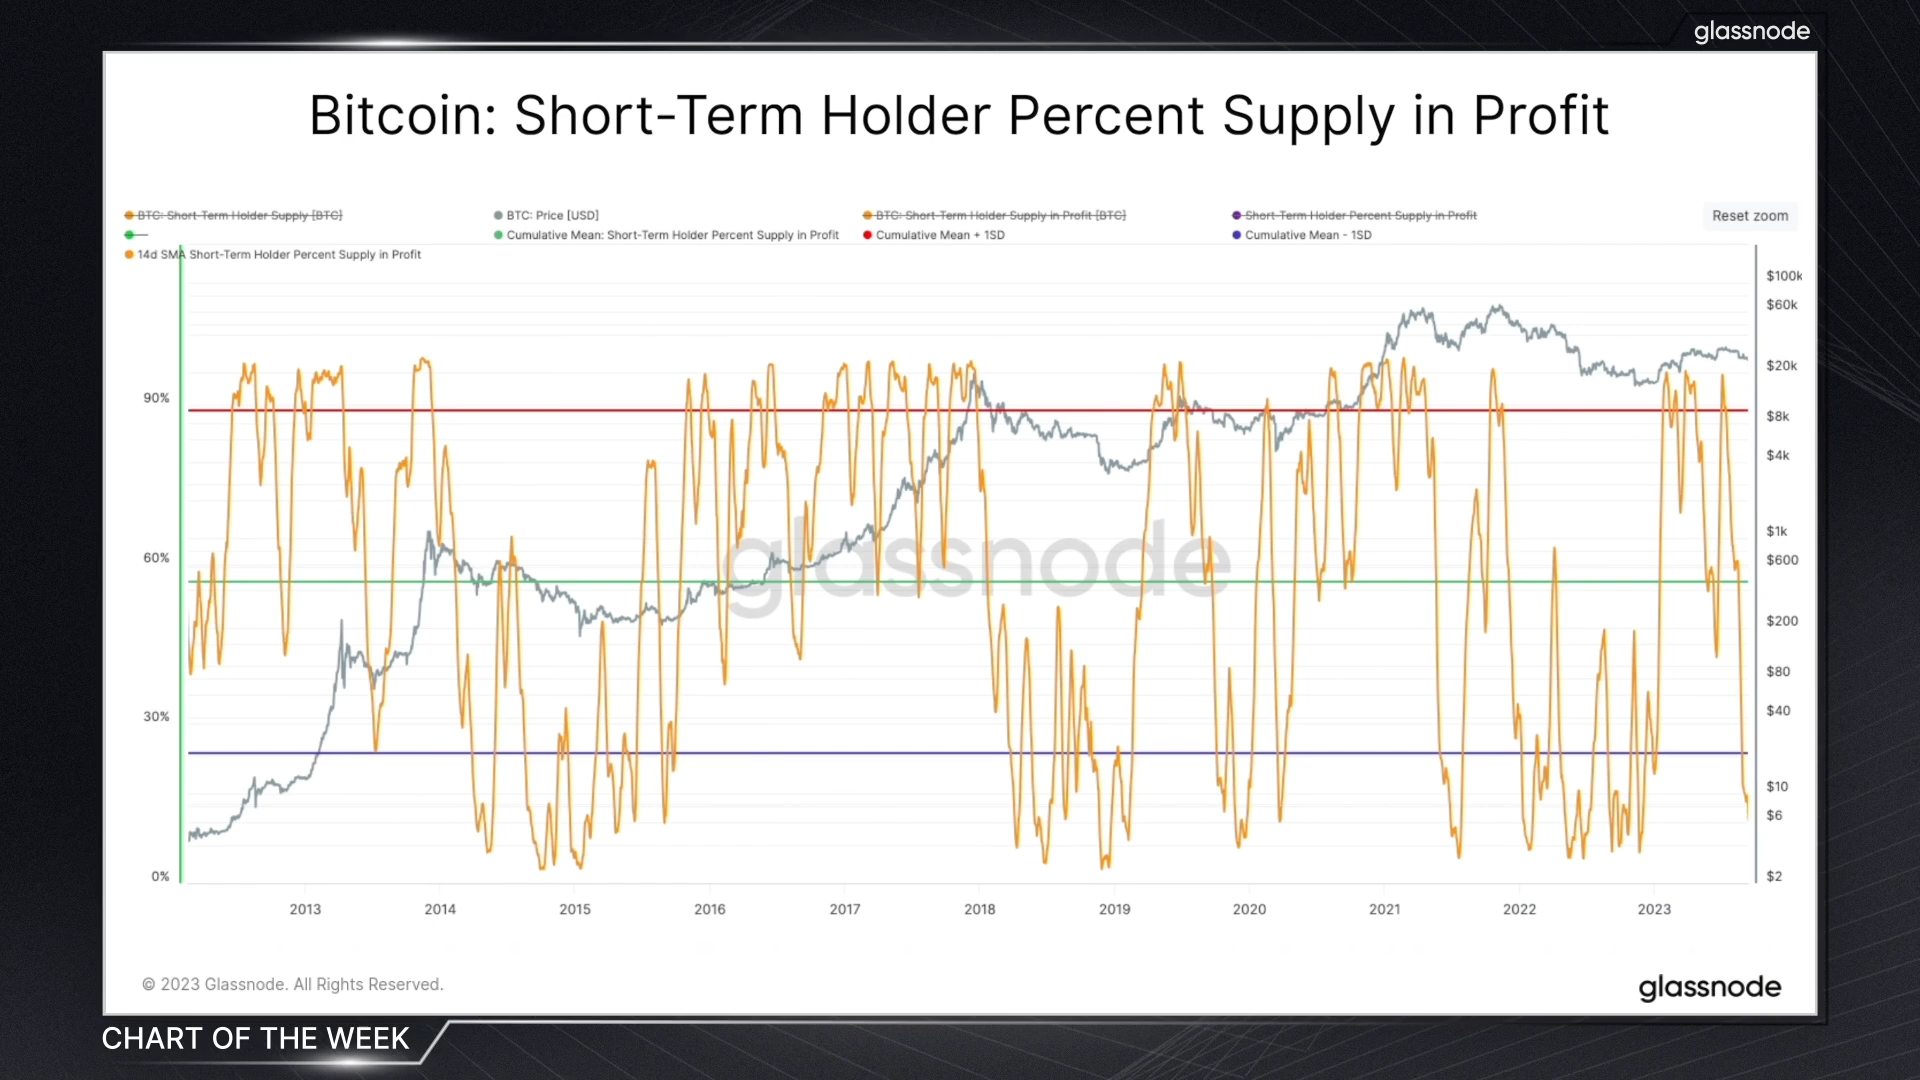 glassnode
Bitcoin: Short-Term Holder Percent Supply in Profit
BTC: Short-Term Holder Supply [BTC]
BTC: Price [USD]
BTC: Short-Term Holder Supply in Profit [BTC]
Short-Term Holder Percent Supply in Profit
Reset zoom
Cumulative Mean: Short-Term Holder Percent Supply in Profit
Cumulative Mean + 1SD
Cumulative Mean - 1SD
14d SMA Short-Term Holder Percent Supply in Profit
90%
60%
30%
0%
glassnode
$100k
$60k
$20k
$8k
$4k
$1k
$600
$200
$80
$40
$10
$6
$2
2013
2014
2015
2016
2017
2018
2019
2020
2021
2022
2023
© 2023 Glassnode. All Rights Reserved.
glassnode
CHART OF THE WEEK